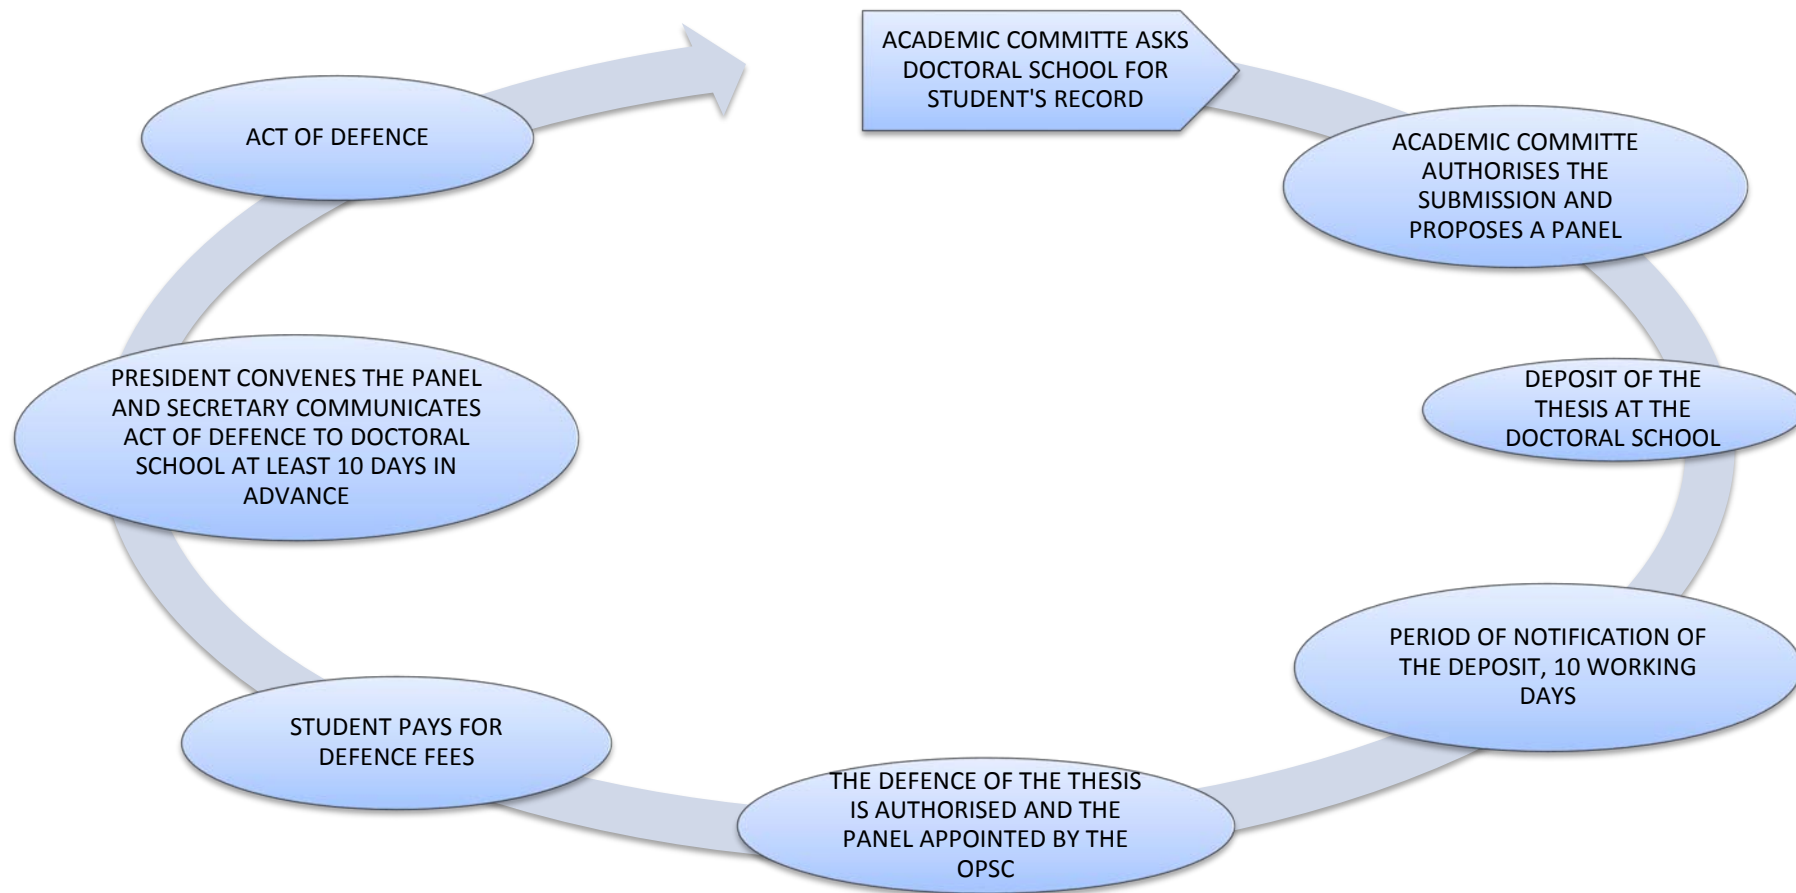 ACADEMIC COMMITTE ASKS
DOCTORAL SCHOOL FOR
STUDENT'S RECORD
ACADEMIC COMMITTE
AUTHORISES THE
SUBMISSION AND
PROPOSES A PANEL
DEPOSIT OF THE
THESIS AT THE
DOCTORAL SCHOOL
PERIOD OF NOTIFICATION OF
THE DEPOSIT, 10 WORKING
DAYS
THE DEFENCE OF THE THESIS
IS AUTHORISED AND THE
PANEL APPOINTED BY THE
OPSC
STUDENT PAYS FOR
DEFENCE FEES
PRESIDENT CONVENES THE PANEL
AND SECRETARY COMMUNICATES
ACT OF DEFENCE TO DOCTORAL
SCHOOL AT LEAST 10 DAYS IN
ADVANCE
ACT OF DEFENCE